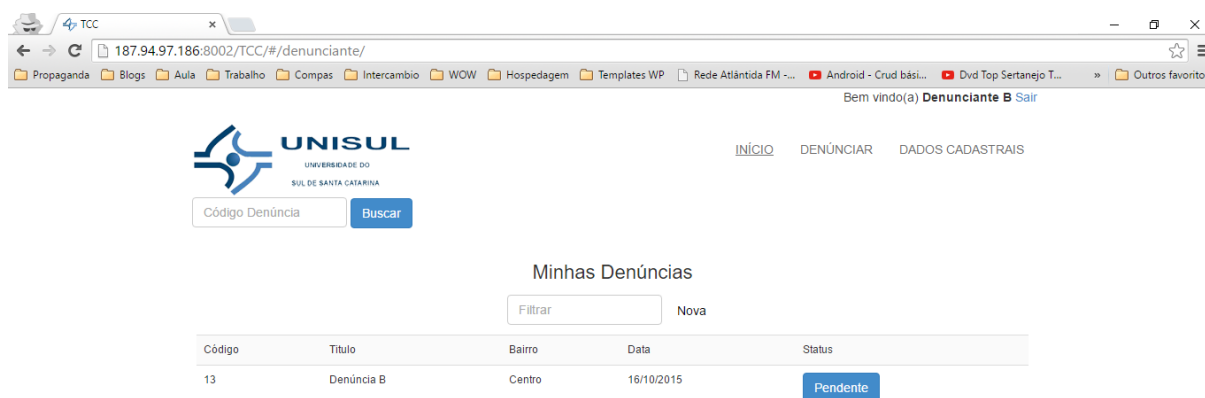 TCC
187.94.97.186:8002/TCC/#/denunciante/
Propaganda Blogs Aula Trabalho Compas Intercambio WOW Hospedagem Templates WP Rede Atlântida FM -... Android - Crud bási... Dvd Top Sertanejo T... » Outros favorito
Bem vindo(a) Denunciante B Sair
UNISUL
UNIVERSIDADE DO
SUL DE SANTA CATARINA
INÍCIO DENÚNCIAR DADOS CADASTRAIS
Código Denúncia Buscar
Minhas Denúncias
Filtrar Nova
Código Titulo Bairro Data Status
13 Denúncia B Centro 16/10/2015 Pendente